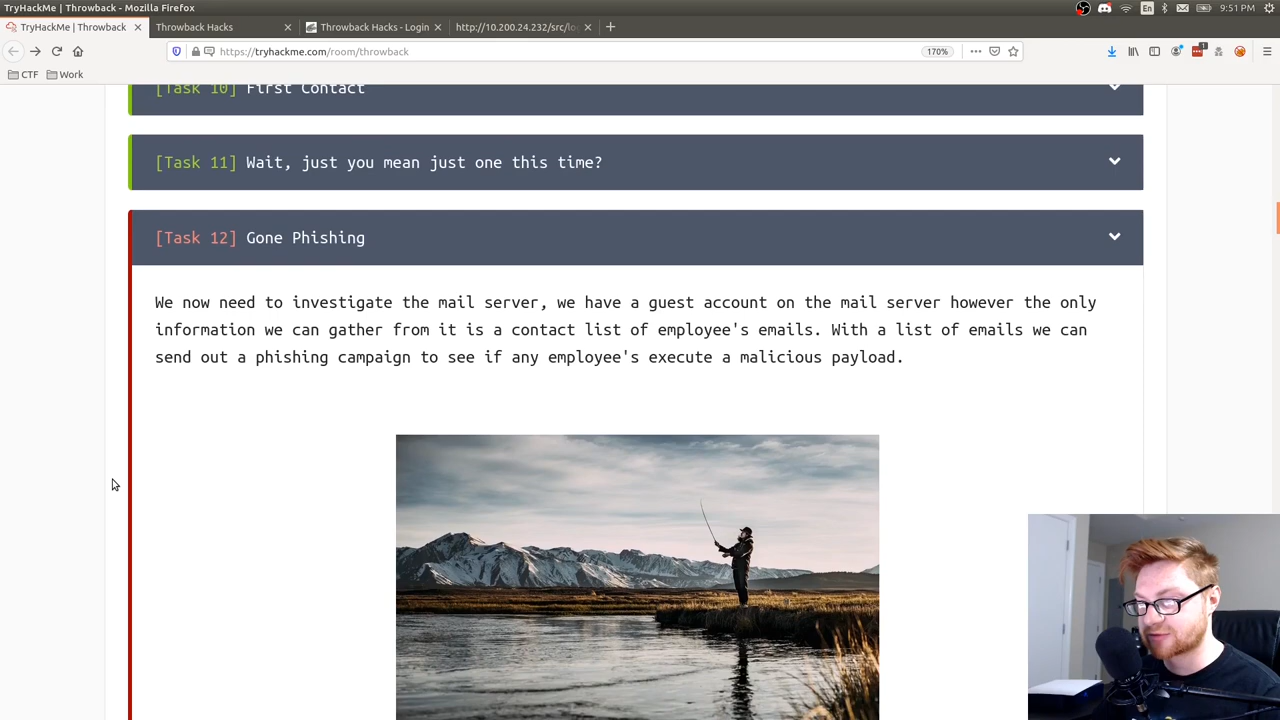 TryHackMe | Throwback - Mozilla Firefox
En
9:51 PM
TryHackMe | Throwback
Throwback Hacks
Throwback Hacks - Login
http://10.200.24.232/src/lo
https://tryhackme.com/room/throwback
170%
1
CTF
Work
[Task 10] First Contact
[Task 11] Wait, just you mean just one this time?
[Task 12] Gone Phishing
We now need to investigate the mail server, we have a guest account on the mail server however the only
information we can gather from it is a contact list of employee's emails. With a list of emails we can
send out a phishing campaign to see if any employee's execute a malicious payload.